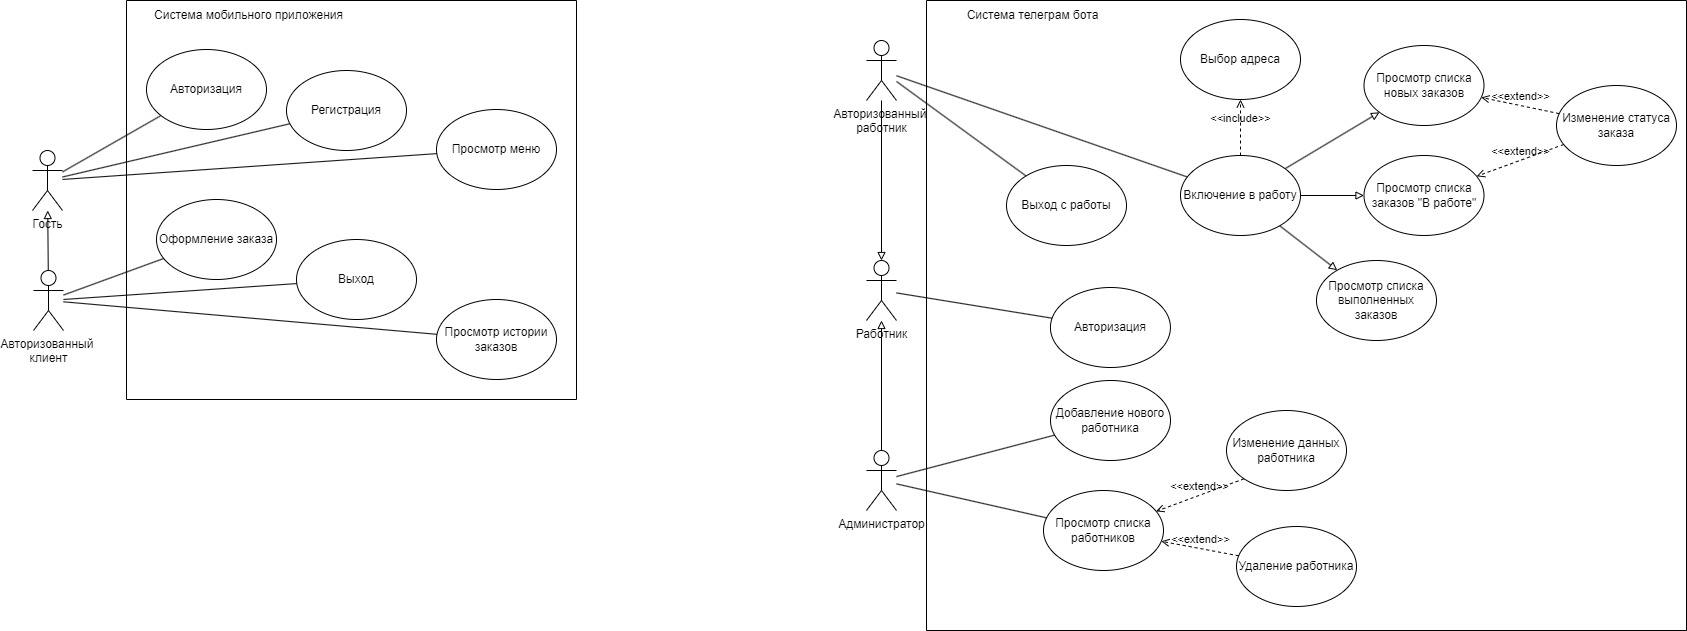 Система мобильного приложения
Авторизация
Регистрация
Просмотр меню
Гость
Оформление заказа
Выход
Просмотр истории
заказов
Авторизованный
клиент
Система телеграм бота
Выбор адреса
Просмотр списка
новых заказов
<<extend>>
Изменение статуса
заказа
Авторизованный
работник
<<include>>
<<extend>>
Выход с работы
Включение в работу
Просмотр списка
заказов "В работе"
Просмотр списка
выполненных
заказов
Работник
Авторизация
Добавление нового
работника
Изменение данных
работника
<<extend>>
Администратор
Просмотр списка
работников
<<extend>>
Удаление работника